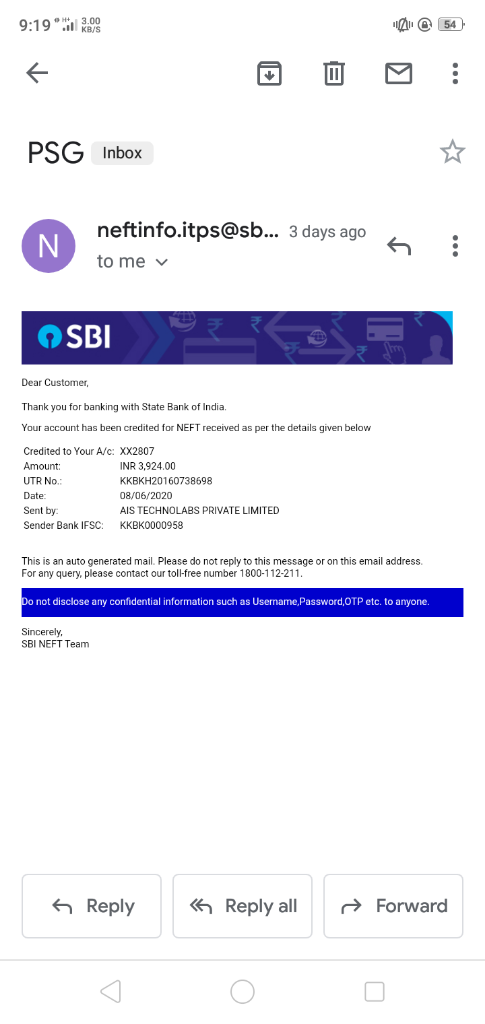 9:19 H+ 3.00 KB/S 54
PSG Inbox
N
neftinfo.itps@sb... 3 days ago
to me
SBI
Dear Customer,
Thank you for banking with State Bank of India.
Your account has been credited for NEFT received as per the details given below
Credited to Your A/c: XX2807
Amount: INR 3,924.00
UTR No.: KKBKH20160738698
Date: 08/06/2020
Sent by: AIS TECHNOLABS PRIVATE LIMITED
Sender Bank IFSC: KKBK0000958
This is an auto generated mail. Please do not reply to this message or on this email address.
For any query, please contact our toll-free number 1800-112-211.
Do not disclose any confidential information such as Username,Password,OTP etc. to anyone.
Sincerely,
SBI NEFT Team
Reply Reply all Forward